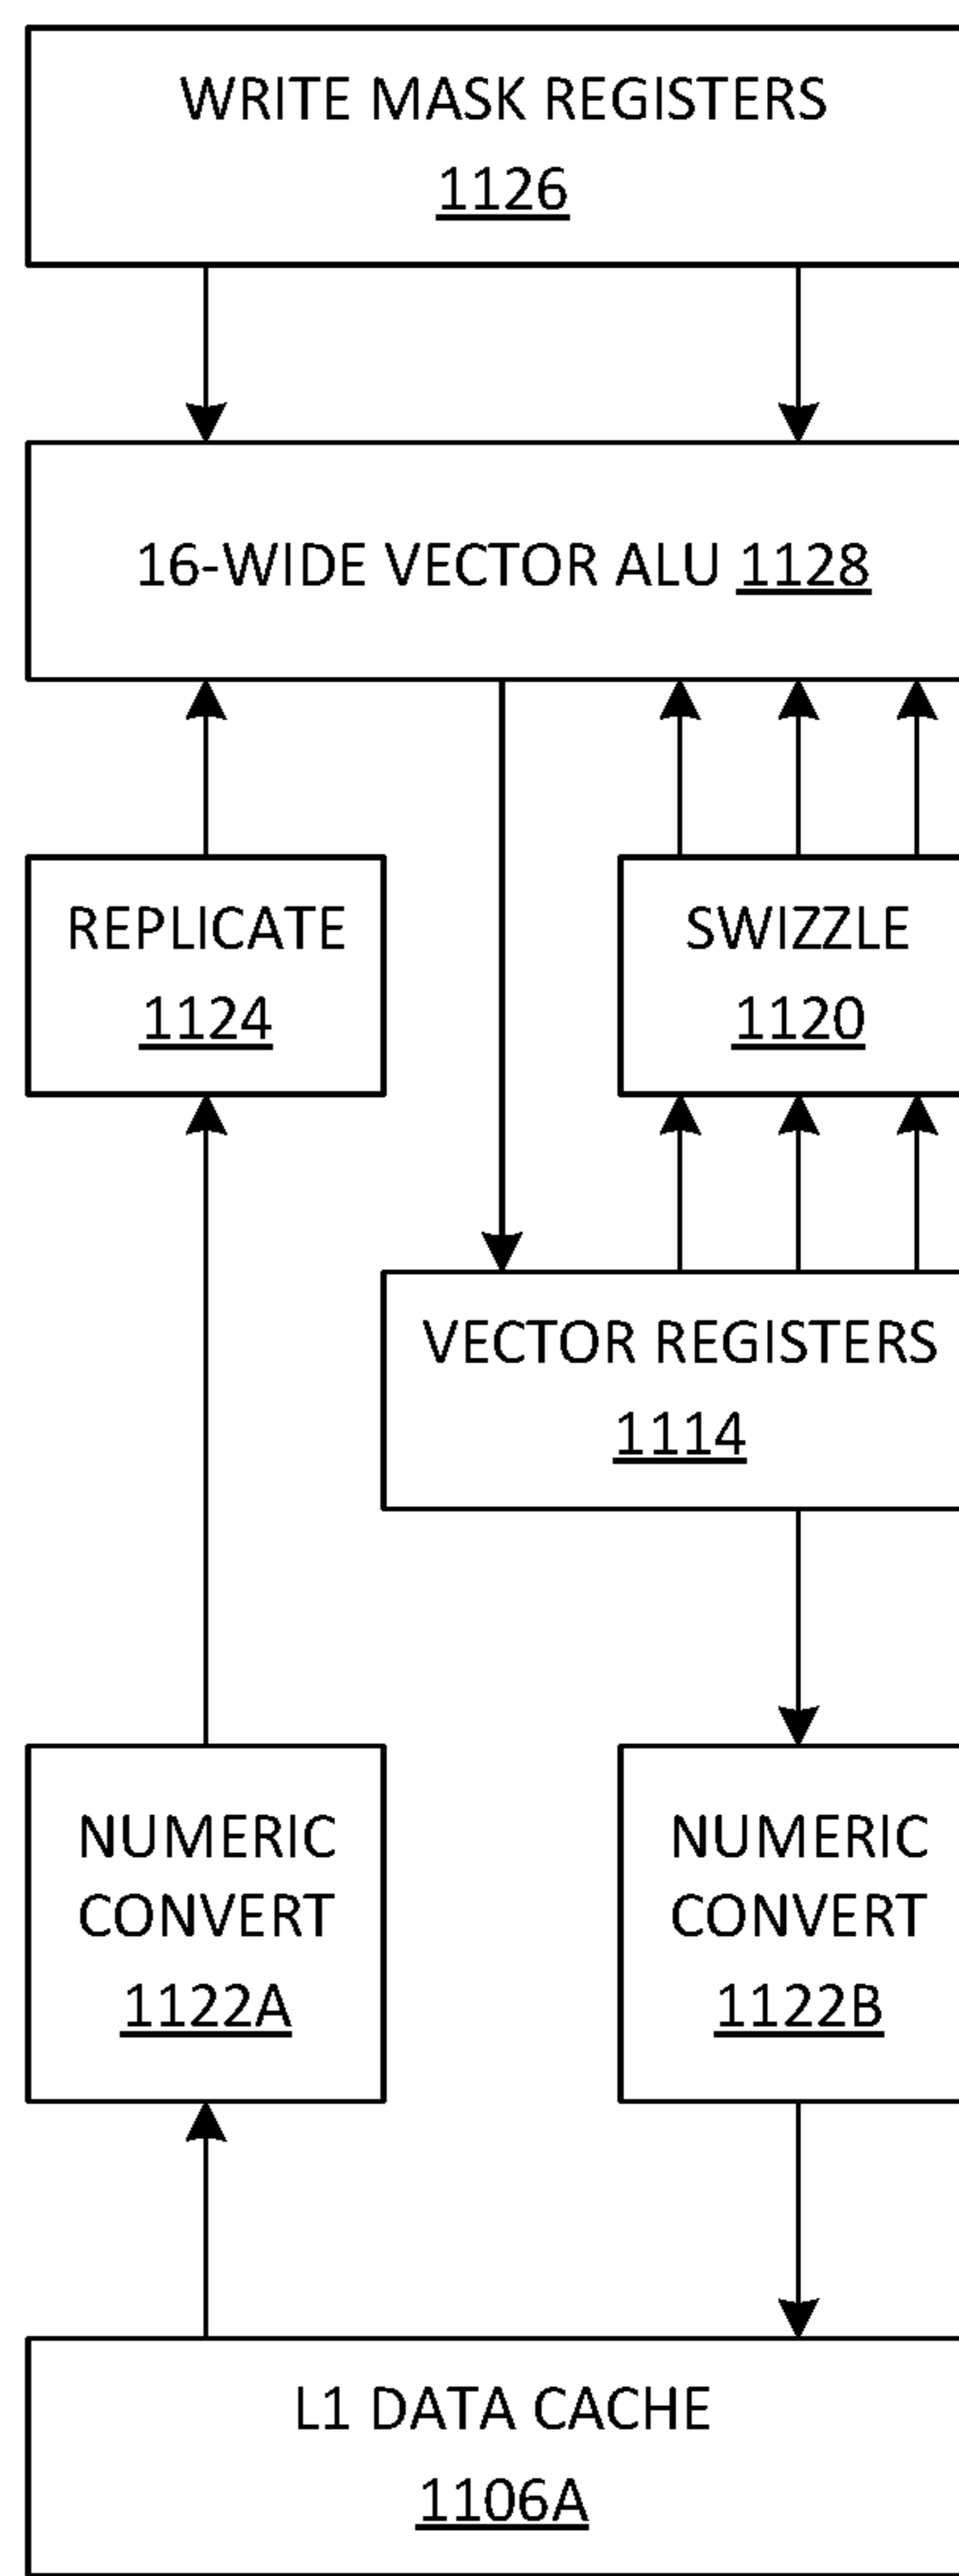 WRITE MASK REGISTERS
1126
16-WIDE VECTOR ALU 1128
REPLICATE
1124
SWIZZLE
1120
VECTOR REGISTERS
1114
NUMERIC
CONVERT
1122A
NUMERIC
CONVERT
1122B
L1 DATA CACHE
1106A